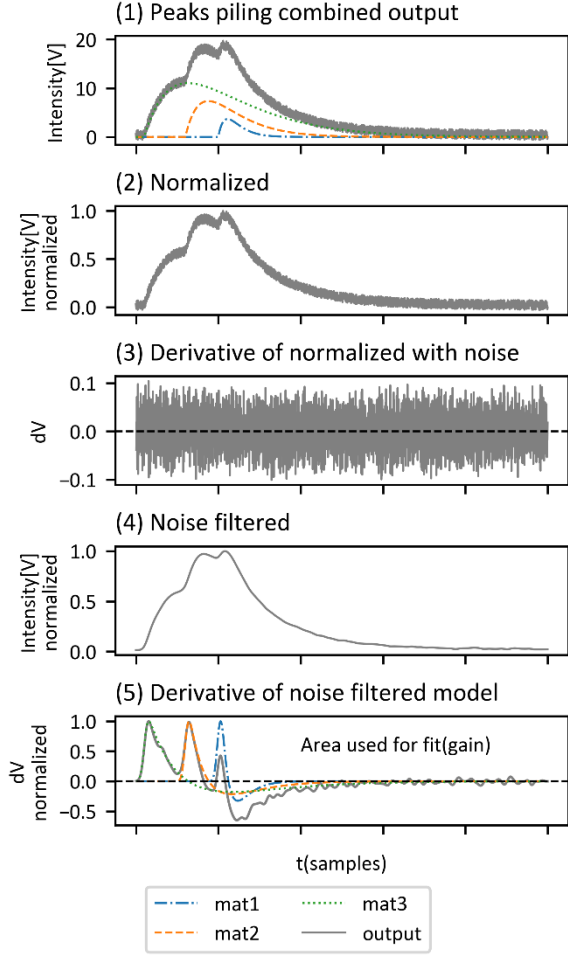 (1) Peaks piling combined output
Intensity[V]
20
10
0
(2) Normalized
Intensity[V]
normalized
1.0
0.5
0.0
(3) Derivative of normalized with noise
dV
0.1
0.0
−0.1
(4) Noise filtered
Intensity[V]
normalized
1.0
0.5
0.0
(5) Derivative of noise filtered model
dV
normalized
1.0
0.5
0.0
−0.5
Area used for fit(gain)
t(samples)
mat1
mat2
mat3
output